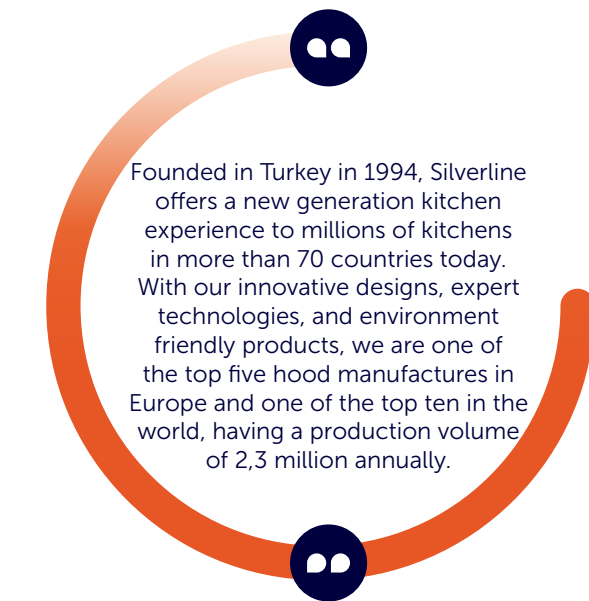 Founded in Turkey in 1994, Silverline
offers a new generation kitchen
experience to millions of kitchens
in more than 70 countries today.
With our innovative designs, expert
technologies, and environment
friendly products, we are one of
the top five hood manufactures in
Europe and one of the top ten in the
world, having a production volume
of 2,3 million annually.